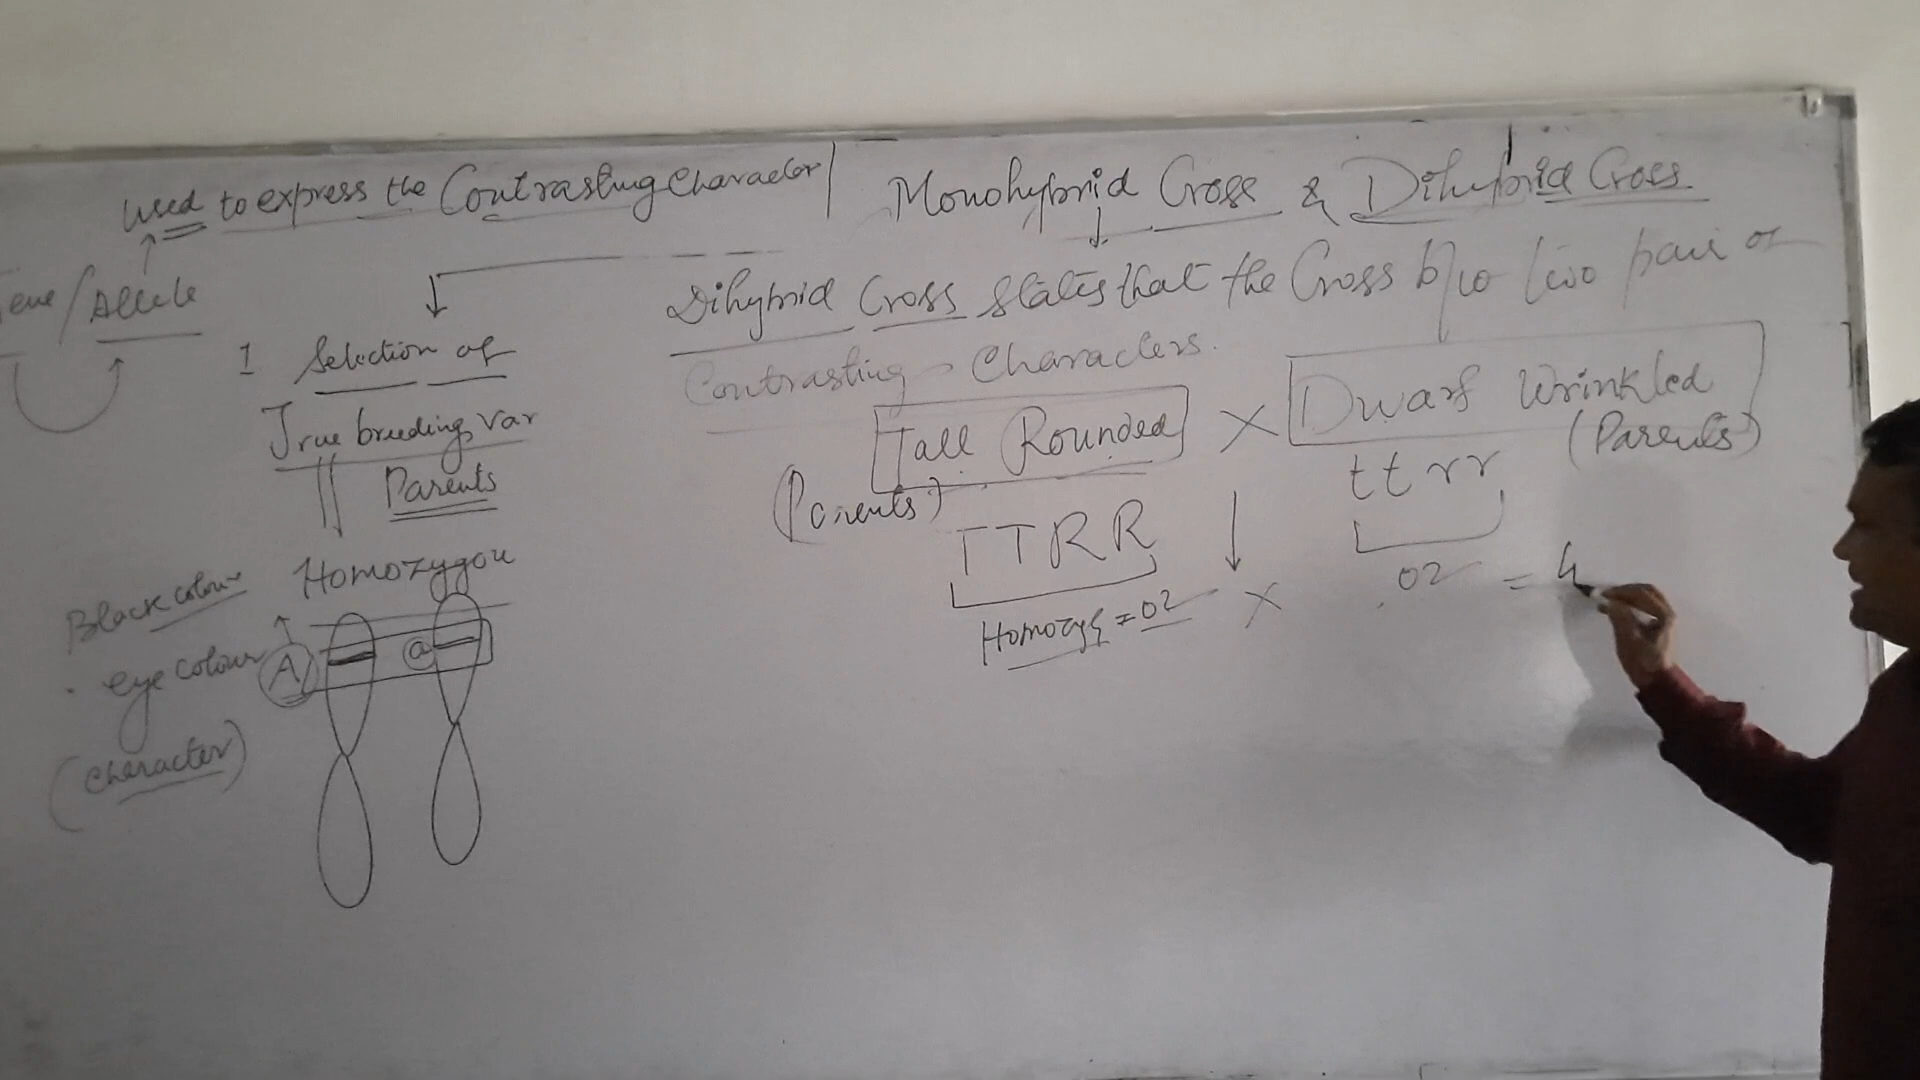 used to express the Contrasting Character | Monohybrid Cross & Dihybrid Cross
ene / Allele
1 Selection of
True breeding var
Parents
Homozygou
Black colour
eye colour
A
a
(character)
Dihybrid Cross states that the Cross b/w two pair of
Contrasting Characters.
Tall Rounded X Dwarf Wrinkled
(Parents) (Parents)
TTRR
ttrr
Homozyg = 02 X 02 = 4